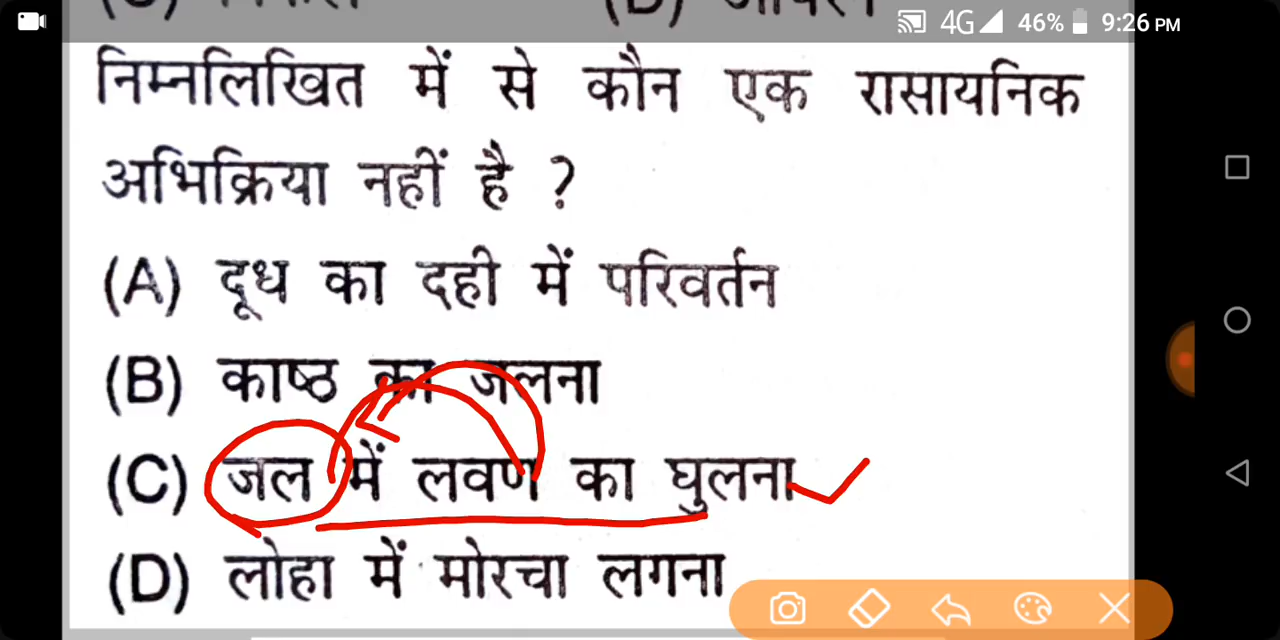 4G 46% 9:26 PM
निम्नलिखित में से कौन एक रासायनिक
अभिक्रिया नहीं है ?
(A) दूध का दही में परिवर्तन
(B) काष्ठ का जलना
(C) जल में लवण का घुलना
(D) लोहा में मोरचा लगना